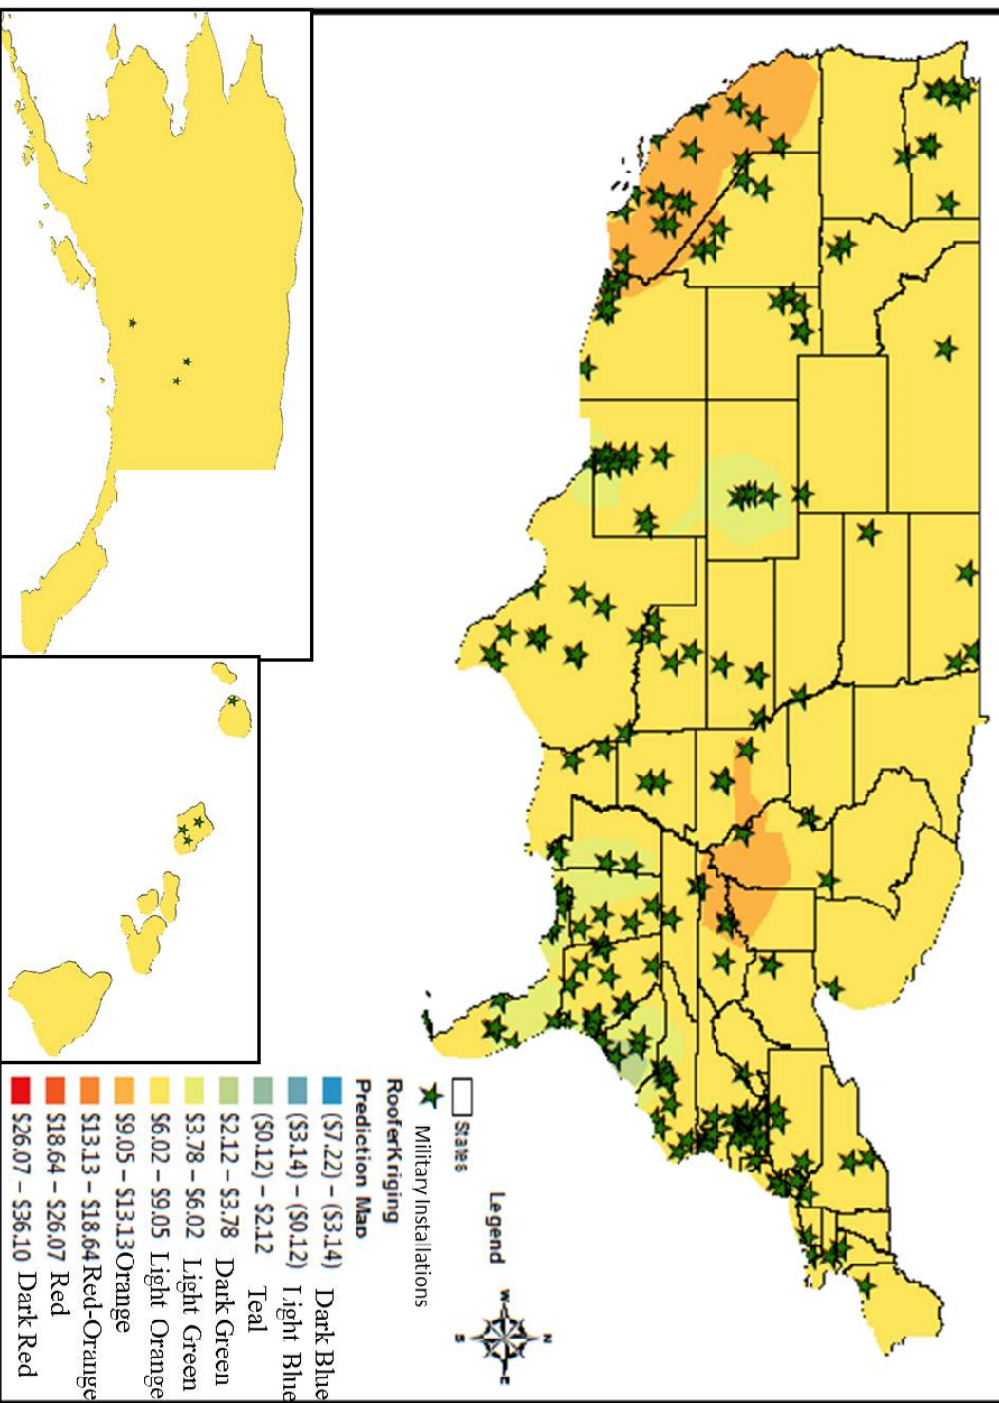 N
W
E
S
Legend
States
Military Installations
RooferKriging
Prediction Map
($7.22) – ($3.14) Dark Blue
($3.14) – ($0.12) Light Blue
($0.12) – $2.12 Teal
$2.12 – $3.78 Dark Green
$3.78 – $6.02 Light Green
$6.02 – $9.05 Light Orange
$9.05 – $13.13 Orange
$13.13 – $18.64 Red-Orange
$18.64 – $26.07 Red
$26.07 – $36.10 Dark Red